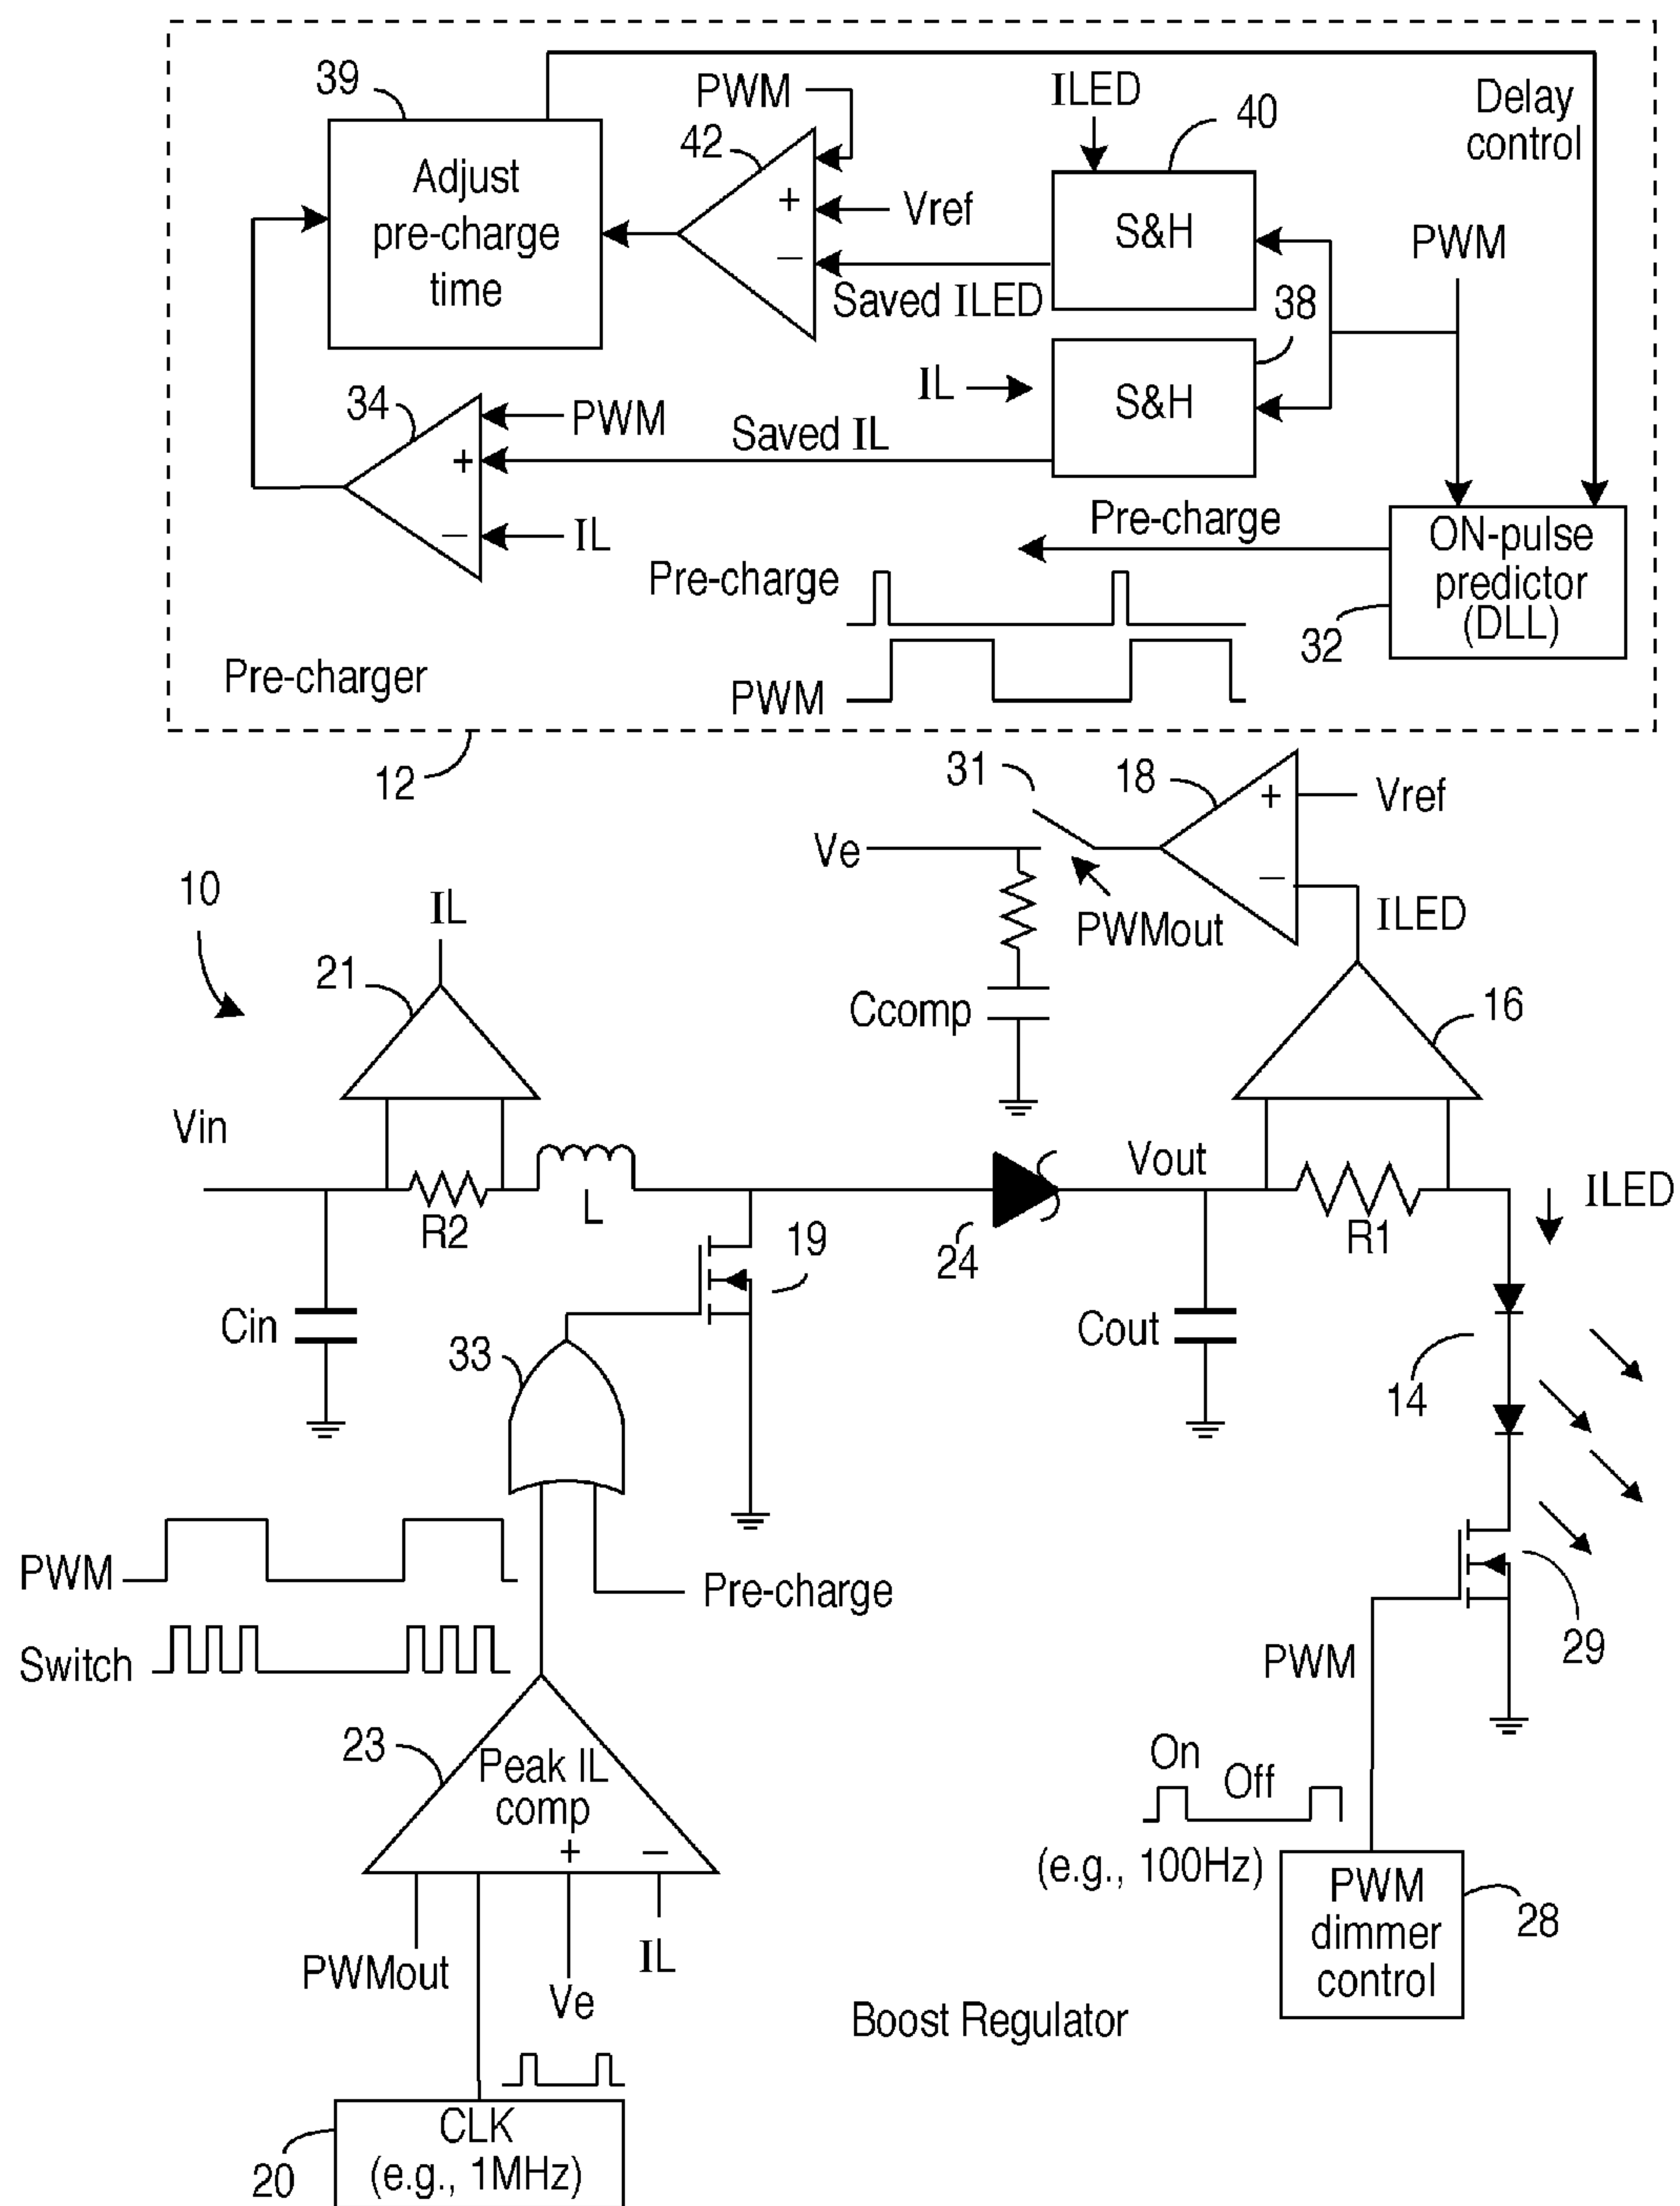 39
PWM
ILED
40
Delay
control
42
Adjust
pre-charge
time
+
Vref
−
S&H
PWM
Saved ILED
38
34
PWM
IL
S&H
Saved IL
+
−
IL
Pre-charge
ON-pulse
predictor
(DLL)
Pre-charge
32
Pre-charger
PWM
12
31
18
+
Vref
Ve
−
10
IL
PWMout
ILED
21
Ccomp
16
Vin
Vout
ILED
R2
L
R1
19
24
Cin
Cout
33
14
PWM
Pre-charge
Switch
PWM
29
23
Peak IL
comp
+
−
On
Off
(e.g., 100Hz)
PWM
dimmer
control
28
PWMout
IL
Ve
Boost Regulator
CLK
(e.g., 1MHz)
20